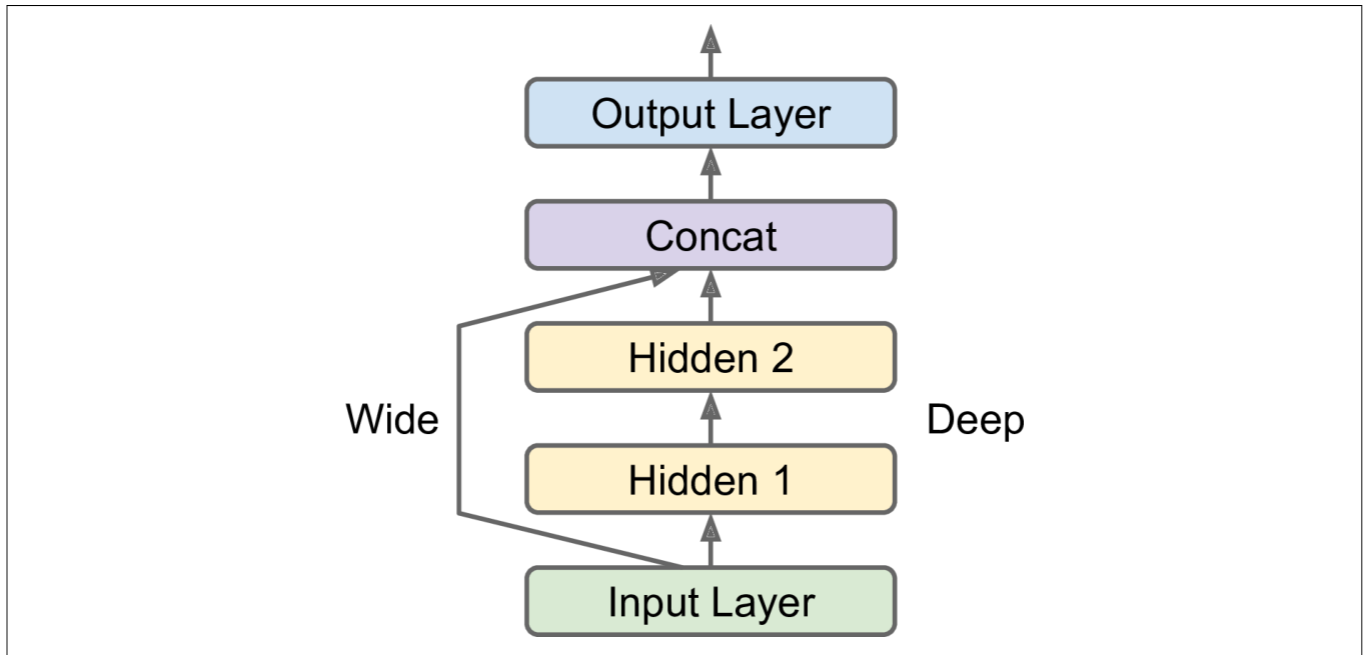 Output Layer
Concat
Hidden 2
Wide
Deep
Hidden 1
Input Layer